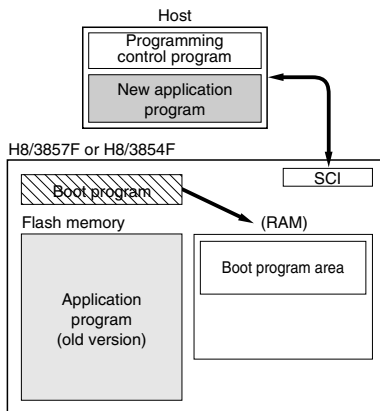 Host
Programming
control program
New application
program
H8/3857F or H8/3854F
SCI
Boot program
Flash memory
(RAM)
Boot program area
Application
program
(old version)